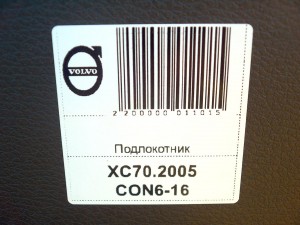 VOLVO
2 200000 011015
Подлокотник
XC70.2005
CON6-16